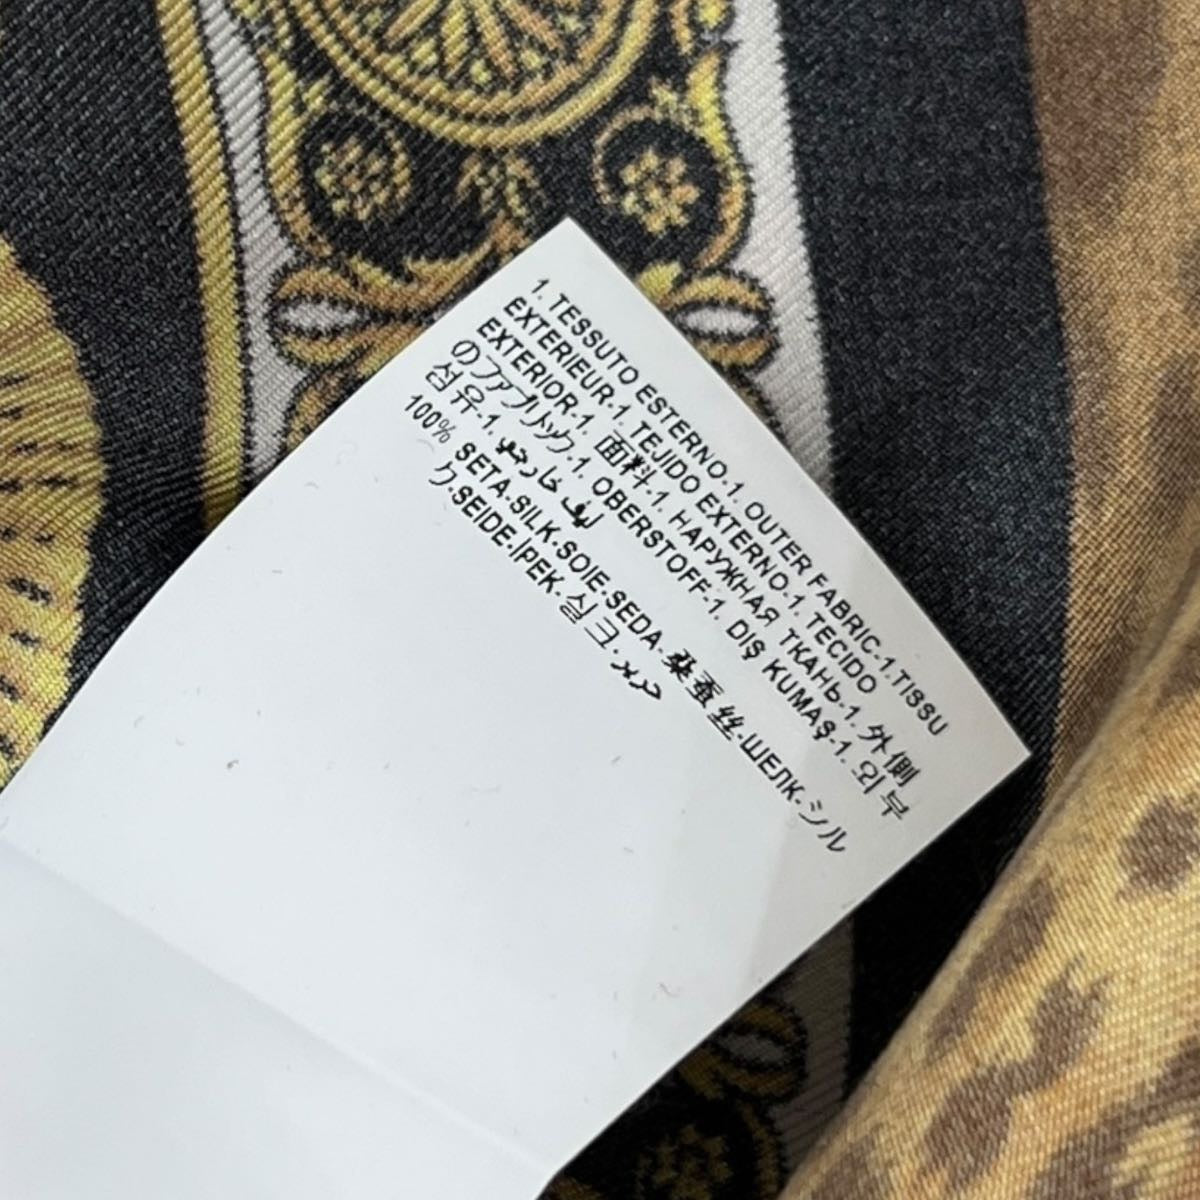 1. TESSUTO ESTERNO-1. OUTER FABRIC-1.TISSU
EXTERIEUR-1. TEJIDO EXTERNO-1. TECIDO
EXTERIOR-1. 面料-1. НАРУЖНАЯ ТКАНЬ-1. 外側
のファブリック-1. OBERSTOFF-1. DIŞ KUMAŞ-1. 외부
섬유-1. ليف خارجي
100% SETA-SILK-SOIE-SEDA-桑蚕丝-ШЕЛК-シル
ク-SEIDE-İPEK-실크-حرير